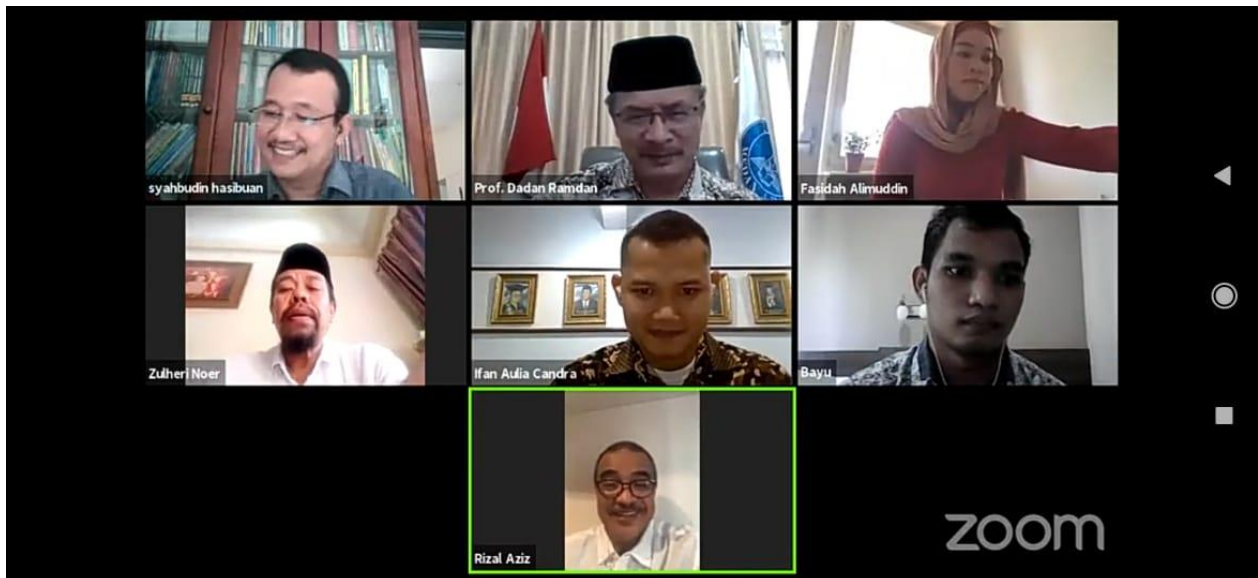 syahbudin hasibuan
Prof. Dadan Ramdan
Fasidah Alimuddin
Zulheri Noer
Ifan Aulia Candra
Bayu
Rizal Aziz
zoom